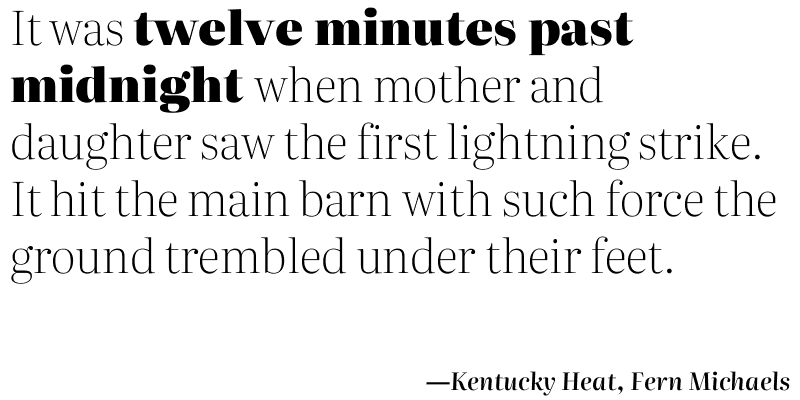 It was twelve minutes past
midnight when mother and
daughter saw the first lightning strike.
It hit the main barn with such force the
ground trembled under their feet.
—Kentucky Heat, Fern Michaels